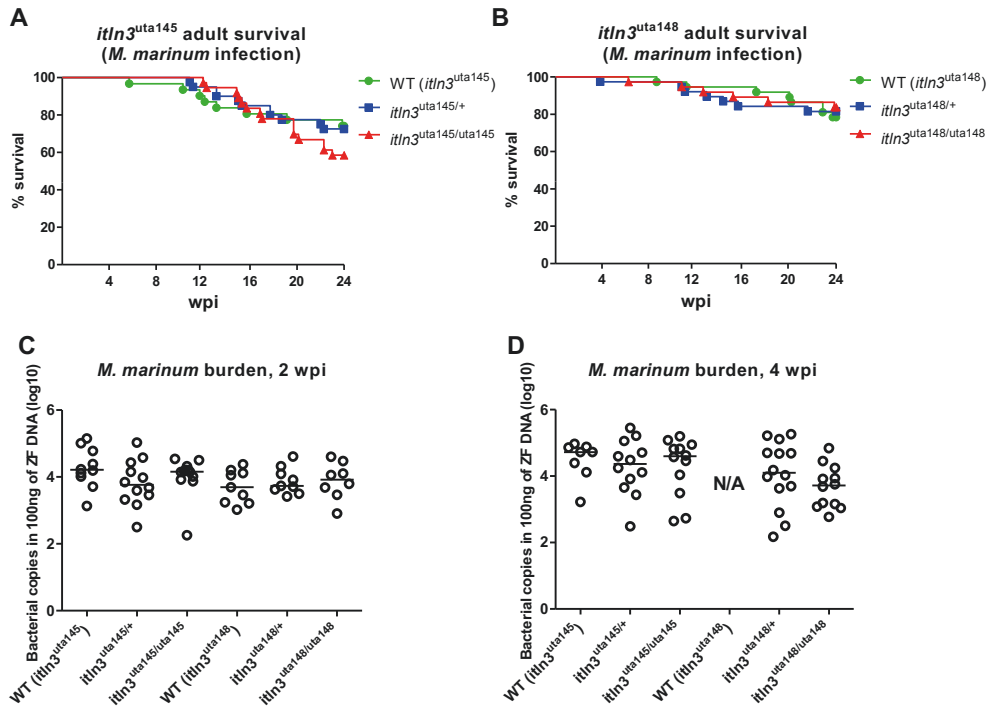 A
itln3uta145 adult survival
(M. marinum infection)
% survival
100
80
60
40
20
0
4 8 12 16 20 24
wpi
WT (itln3uta145)
itln3uta145/+
itln3uta145/uta145
B
itln3uta148 adult survival
(M. marinum infection)
% survival
100
80
60
40
20
0
4 8 12 16 20 24
wpi
WT (itln3uta148)
itln3uta148/+
itln3uta148/uta148
C
M. marinum burden, 2 wpi
Bacterial copies in 100ng of ZF DNA (log10)
6
4
2
0
WT (itln3uta145)
itln3uta145/+
itln3uta145/uta145
WT (itln3uta148)
itln3uta148/+
itln3uta148/uta148
D
M. marinum burden, 4 wpi
Bacterial copies in 100ng of ZF DNA (log10)
6
4
2
0
N/A
WT (itln3uta145)
itln3uta145/+
itln3uta145/uta145
WT (itln3uta148)
itln3uta148/+
itln3uta148/uta148